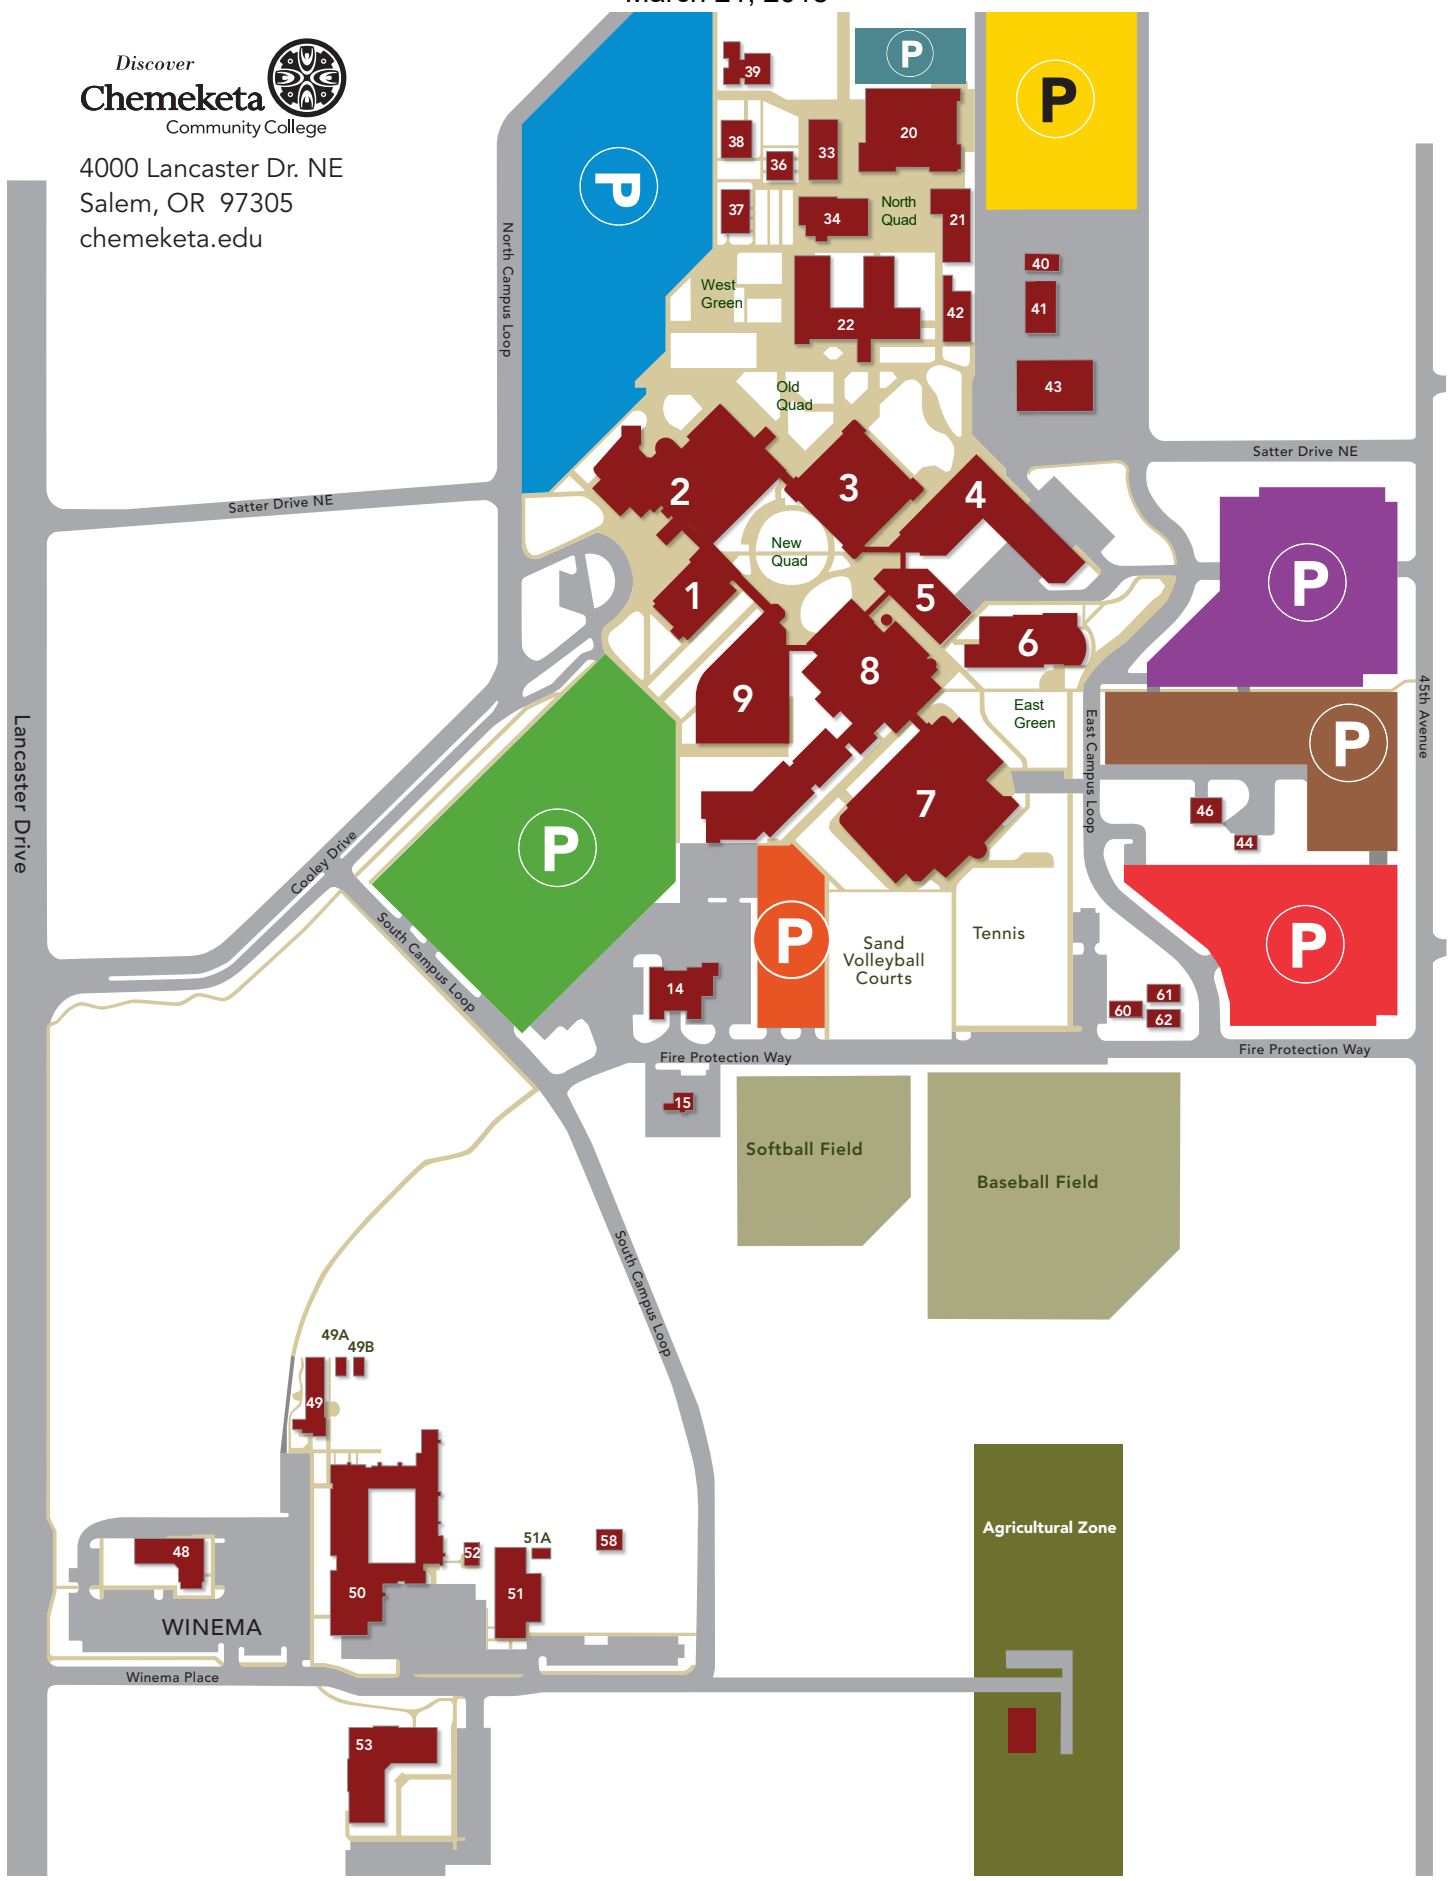 Discover
Chemeketa
Community College
4000 Lancaster Dr. NE
Salem, OR 97305
chemeketa.edu
P
P
P
39
38
36
33
20
37
34
North
Quad
21
North Campus Loop
West
Green
22
42
40
41
43
Old
Quad
Satter Drive NE
Satter Drive NE
2
3
4
New
Quad
1
5
6
8
9
P
East
Green
45th Avenue
East Campus Loop
P
Lancaster Drive
7
46
44
P
Cooley Drive
South Campus Loop
P
Sand
Volleyball
Courts
Tennis
P
14
60
61
62
Fire Protection Way
Fire Protection Way
15
Softball Field
Baseball Field
South Campus Loop
49A
49B
49
Agricultural Zone
48
52
51A
58
50
51
WINEMA
Winema Place
53